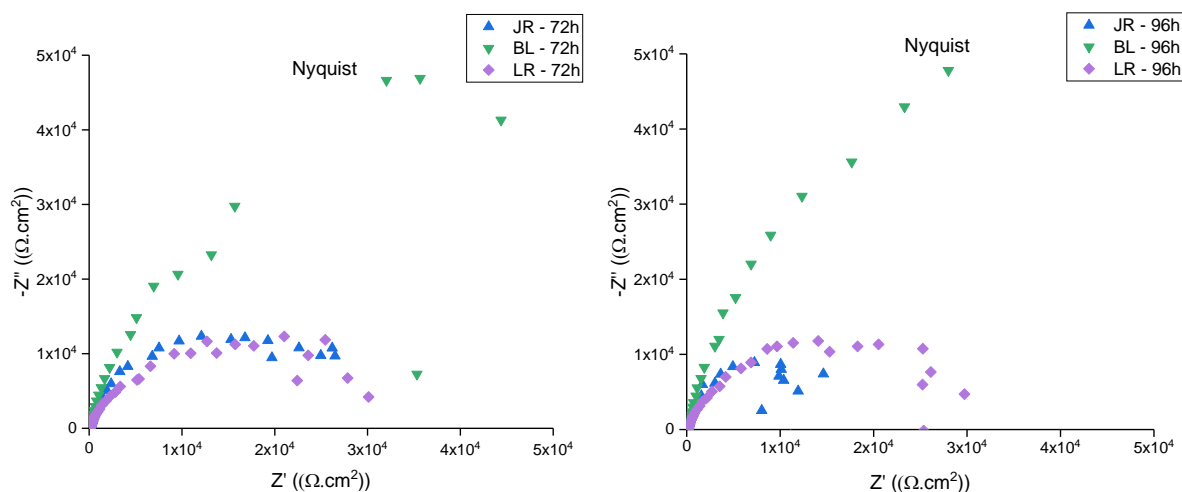 JR - 72h
BL - 72h
LR - 72h
Nyquist
5x10⁴
4x10⁴
3x10⁴
2x10⁴
1x10⁴
0
-Z'' ((Ω.cm²)
0 1x10⁴ 2x10⁴ 3x10⁴ 4x10⁴ 5x10⁴
Z' ((Ω.cm²)
JR - 96h
BL - 96h
LR - 96h
Nyquist
5x10⁴
4x10⁴
3x10⁴
2x10⁴
1x10⁴
0
-Z'' ((Ω.cm²)
0 1x10⁴ 2x10⁴ 3x10⁴ 4x10⁴ 5x10⁴
Z' ((Ω.cm²)